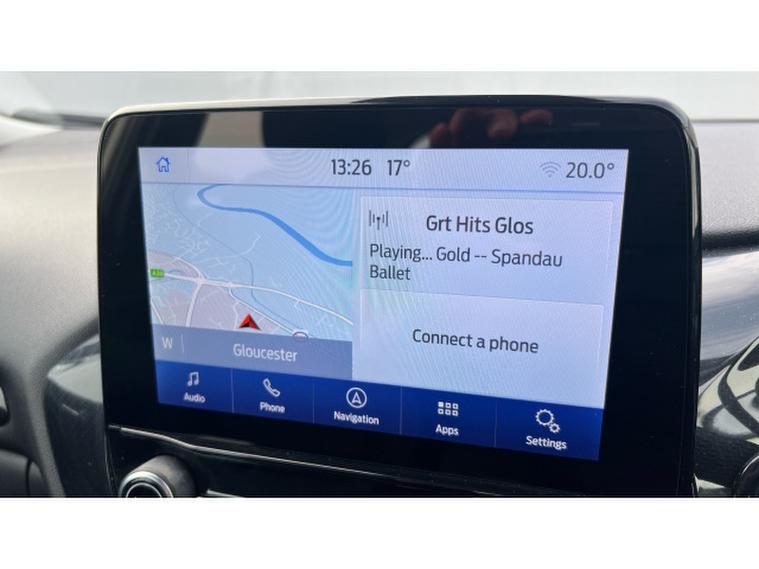 13:26 17° 20.0°
Grt Hits Glos
Playing... Gold -- Spandau
Ballet
W Gloucester
Connect a phone
Audio Phone Navigation Apps Settings